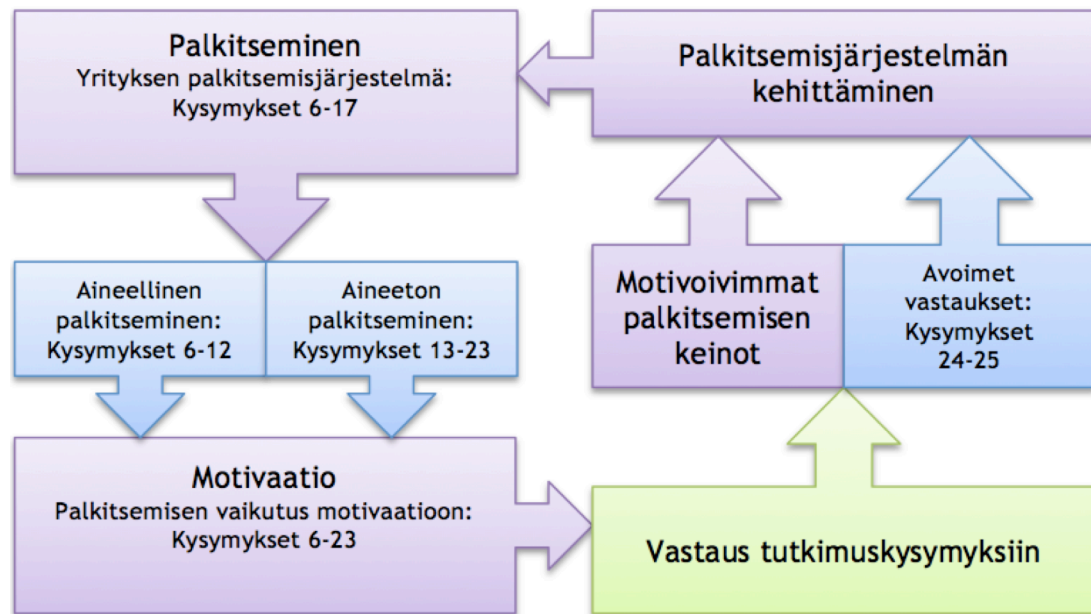 Palkitseminen
Yrityksen palkitsemisjärjestelmä:
Kysymykset 6-17
Palkitsemisjärjestelmän
kehittäminen
Aineellinen
palkitseminen:
Kysymykset 6-12
Aineeton
palkitseminen:
Kysymykset 13-23
Motivoivimmat
palkitsemisen
keinot
Avoimet
vastaukset:
Kysymykset
24-25
Motivaatio
Palkitsemisen vaikutus motivaatioon:
Kysymykset 6-23
Vastaus tutkimuskysymyksiin